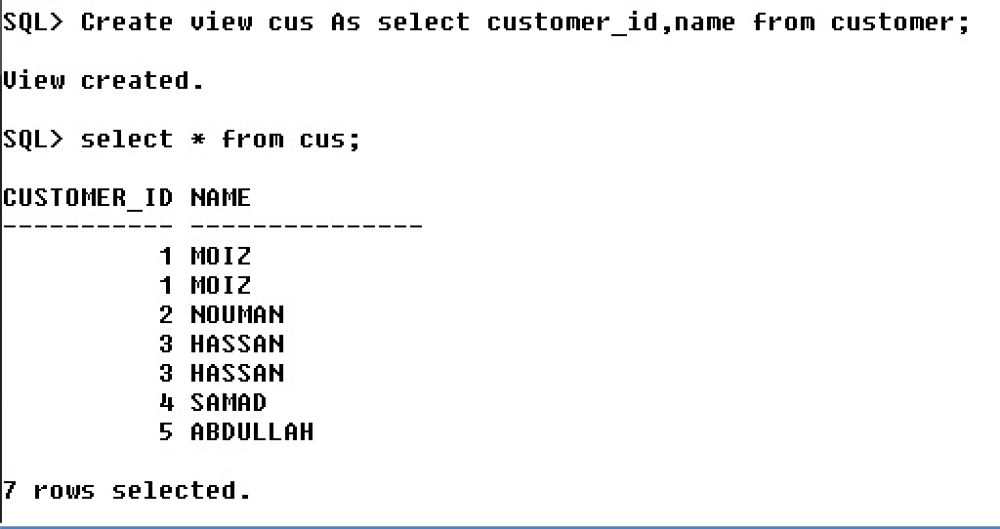 SQL> Create view cus As select customer_id,name from customer;
View created.
SQL> select * from cus;
CUSTOMER_ID NAME
----------- ---------------
          1 MOIZ
          1 MOIZ
          2 NOUMAN
          3 HASSAN
          3 HASSAN
          4 SAMAD
          5 ABDULLAH
7 rows selected.